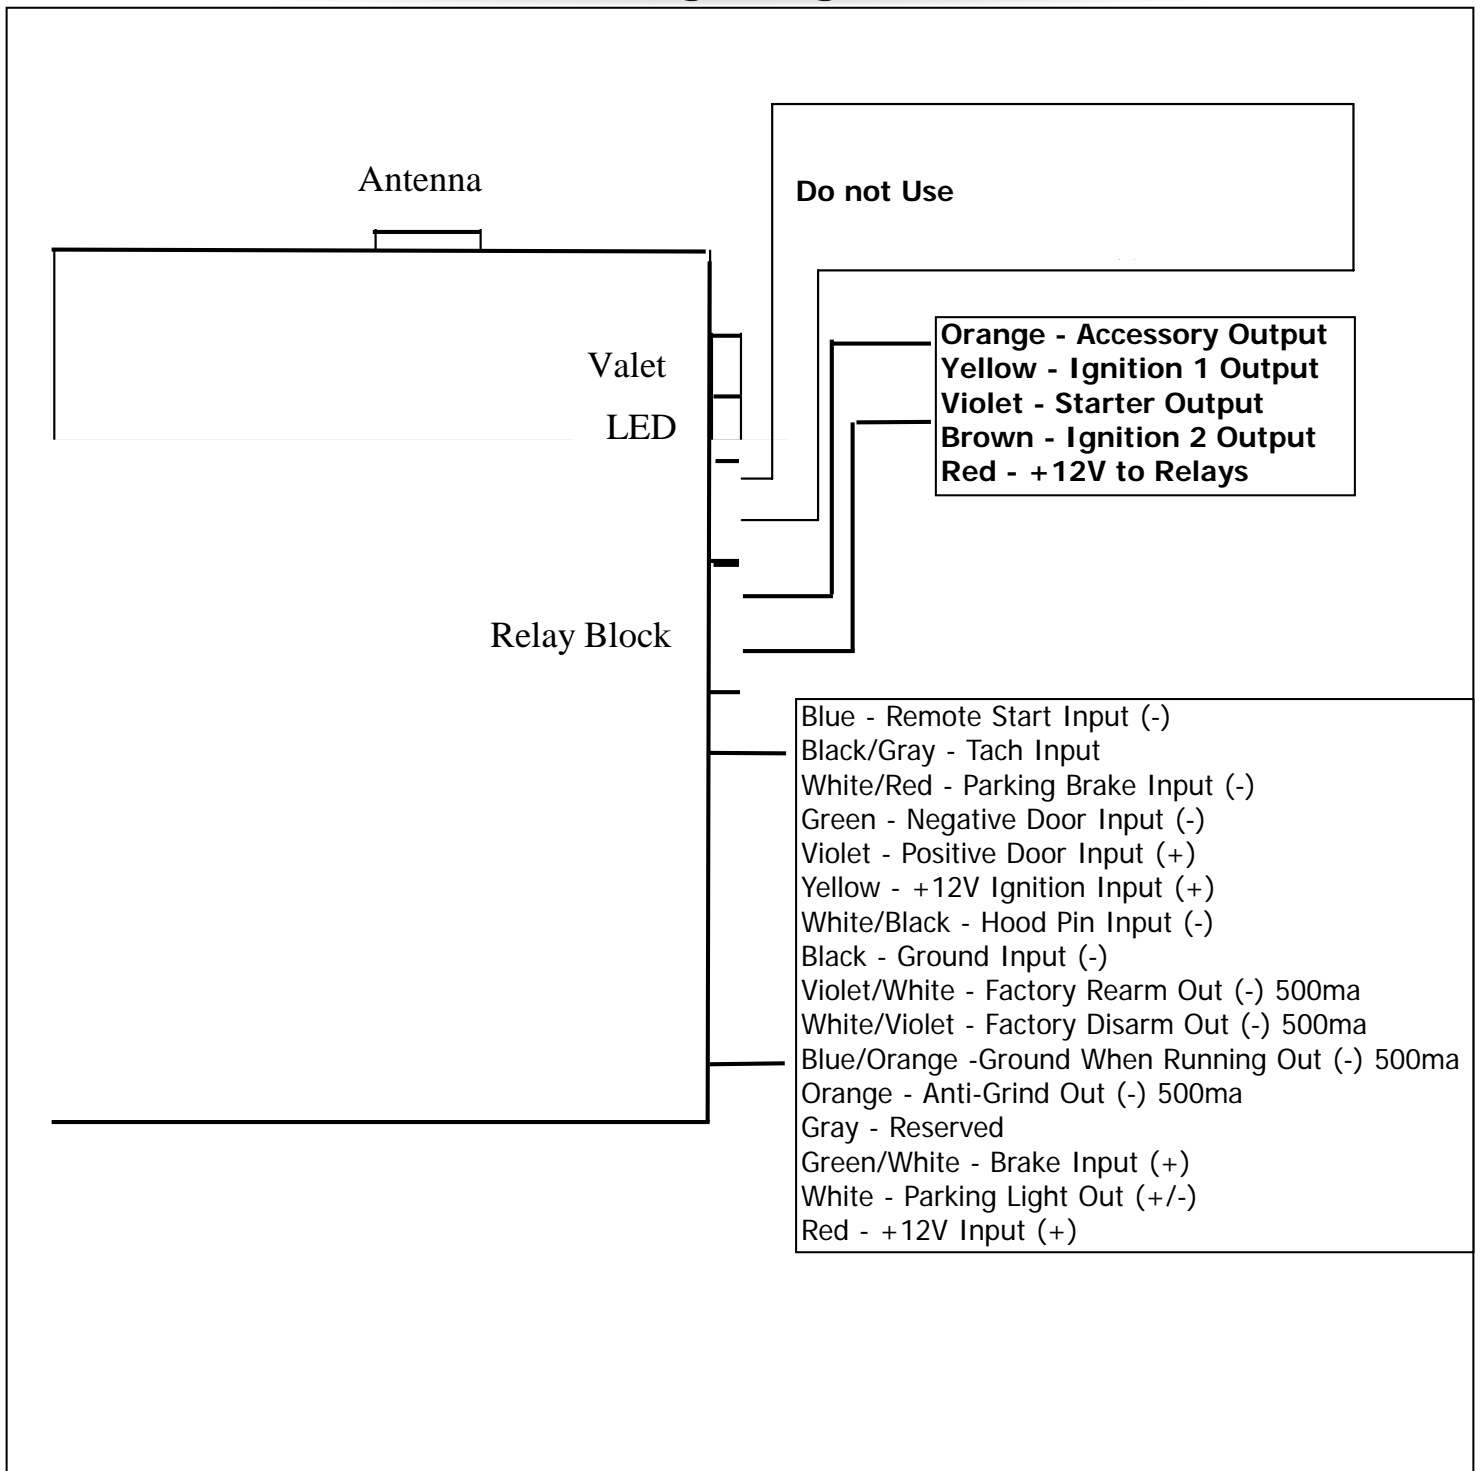 Antenna
Do not Use
Valet
LED
Relay Block
Orange - Accessory Output
Yellow - Ignition 1 Output
Violet - Starter Output
Brown - Ignition 2 Output
Red - +12V to Relays
Blue - Remote Start Input (-)
Black/Gray - Tach Input
White/Red - Parking Brake Input (-)
Green - Negative Door Input (-)
Violet - Positive Door Input (+)
Yellow - +12V Ignition Input (+)
White/Black - Hood Pin Input (-)
Black - Ground Input (-)
Violet/White - Factory Rearm Out (-) 500ma
White/Violet - Factory Disarm Out (-) 500ma
Blue/Orange -Ground When Running Out (-) 500ma
Orange - Anti-Grind Out (-) 500ma
Gray - Reserved
Green/White - Brake Input (+)
White - Parking Light Out (+/-)
Red - +12V Input (+)